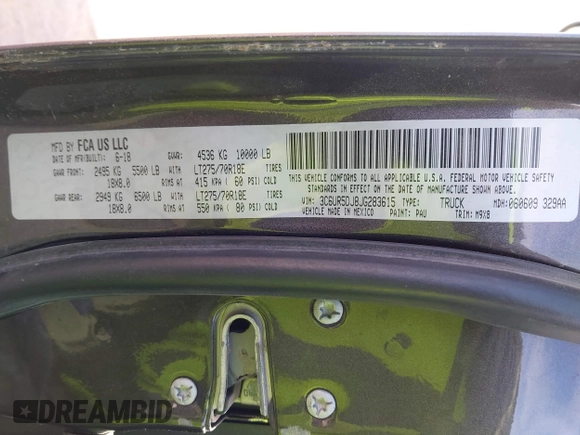 MFD BY FCA US LLC
DATE OF MFR(BUILT): 6-18 GVWR: 4536 KG 10000 LB
GAWR FRONT: 2495 KG 5500 LB LT275/70R18E TIRES
18X8.0 RIMS AT 415 KPA ( 60 PSI) COLD
GAWR REAR: 2949 KG 6500 LB LT275/70R18E TIRES
18X8.0 RIMS AT 550 KPA ( 80 PSI) COLD
THIS VEHICLE CONFORMS TO ALL APPLICABLE U.S.A. FEDERAL MOTOR VEHICLE SAFETY
STANDARDS IN EFFECT ON THE DATE OF MANUFACTURE SHOWN ABOVE.
VIN: 3C6UR5DJBJG283615 TYPE: TRUCK MDH: 060609 329AA
VEHICLE MADE IN MEXICO PAINT: PAU TRIM: M9X8
DREAMBID